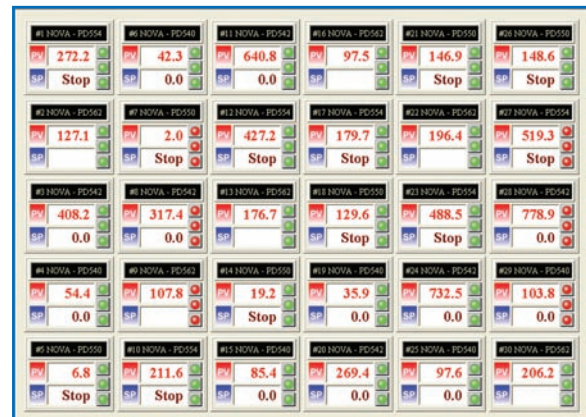 #1 NOVA - PD554
PV 272.2
SP Stop
#6 NOVA - PD540
PV 42.3
SP 0.0
#11 NOVA - PD542
PV 640.8
SP 0.0
#16 NOVA - PD562
PV 97.5
SP
#21 NOVA - PD550
PV 146.9
SP Stop
#26 NOVA - PD550
PV 148.6
SP Stop
#2 NOVA - PD562
PV 127.1
SP
#7 NOVA - PD550
PV 2.0
SP Stop
#12 NOVA - PD554
PV 427.2
SP Stop
#17 NOVA - PD554
PV 179.7
SP Stop
#22 NOVA - PD562
PV 196.4
SP
#27 NOVA - PD554
PV 519.3
SP Stop
#3 NOVA - PD542
PV 408.2
SP 0.0
#8 NOVA - PD542
PV 317.4
SP 0.0
#13 NOVA - PD562
PV 176.7
SP
#18 NOVA - PD550
PV 129.6
SP Stop
#23 NOVA - PD554
PV 488.5
SP Stop
#28 NOVA - PD542
PV 778.9
SP 0.0
#4 NOVA - PD540
PV 54.4
SP 0.0
#9 NOVA - PD562
PV 107.8
SP
#14 NOVA - PD550
PV 19.2
SP Stop
#19 NOVA - PD540
PV 35.9
SP 0.0
#24 NOVA - PD542
PV 732.5
SP 0.0
#29 NOVA - PD540
PV 103.8
SP 0.0
#5 NOVA - PD550
PV 6.8
SP Stop
#10 NOVA - PD554
PV 211.6
SP Stop
#15 NOVA - PD540
PV 85.4
SP 0.0
#20 NOVA - PD542
PV 269.4
SP 0.0
#25 NOVA - PD540
PV 97.6
SP 0.0
#30 NOVA - PD562
PV 206.2
SP